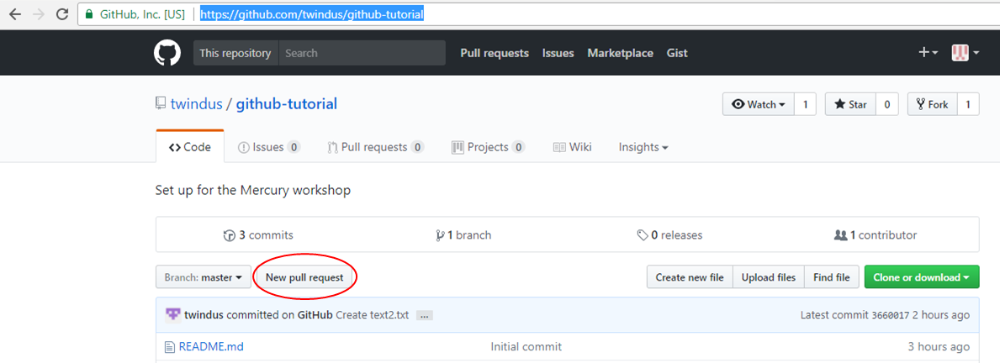 GitHub, Inc. [US] https://github.com/twindus/github-tutorial
This repository Search Pull requests Issues Marketplace Gist
twindus / github-tutorial Watch 1 Star 0 Fork 1
Code Issues 0 Pull requests 0 Projects 0 Wiki Insights
Set up for the Mercury workshop
3 commits 1 branch 0 releases 1 contributor
Branch: master New pull request Create new file Upload files Find file Clone or download
twindus committed on GitHub Create text2.txt ... Latest commit 3660017 2 hours ago
README.md Initial commit 3 hours ago